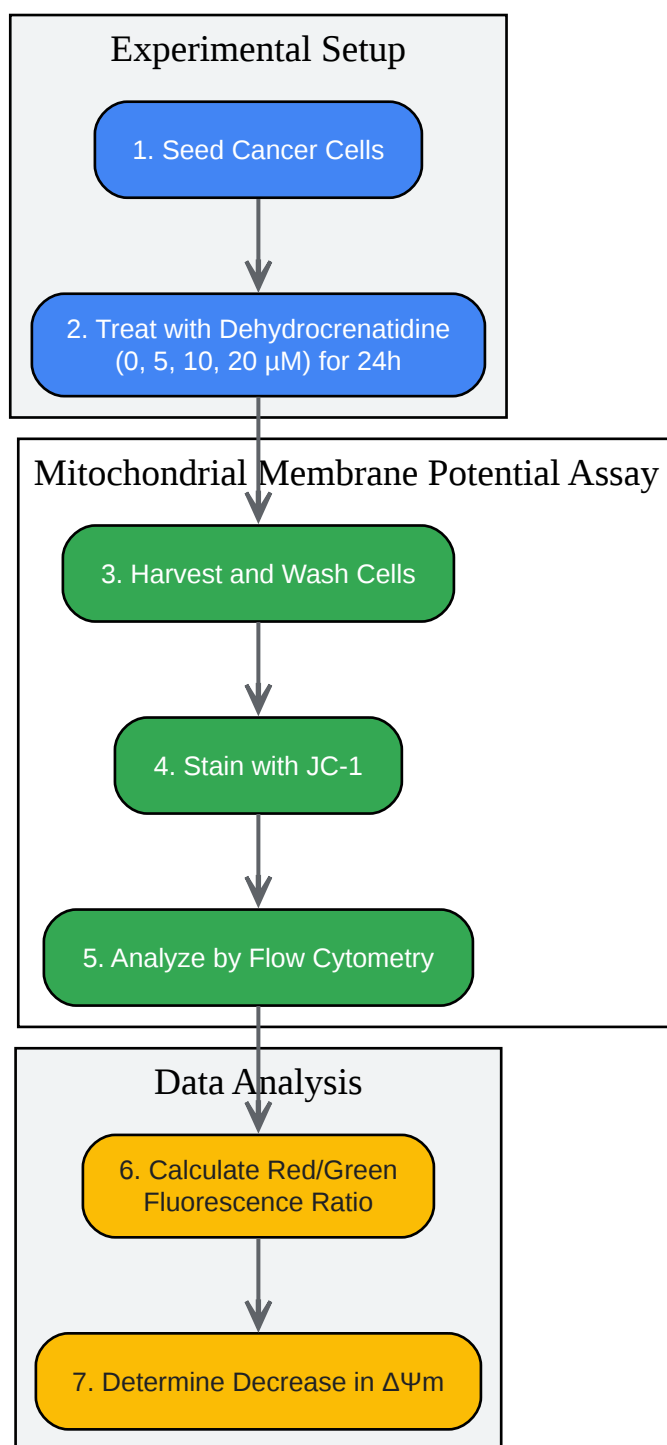 Experimental Setup
1. Seed Cancer Cells
2. Treat with Dehydrocrenatidine
(0, 5, 10, 20 µM) for 24h
Mitochondrial Membrane Potential Assay
3. Harvest and Wash Cells
4. Stain with JC-1
5. Analyze by Flow Cytometry
Data Analysis
6. Calculate Red/Green
Fluorescence Ratio
7. Determine Decrease in ΔΨm